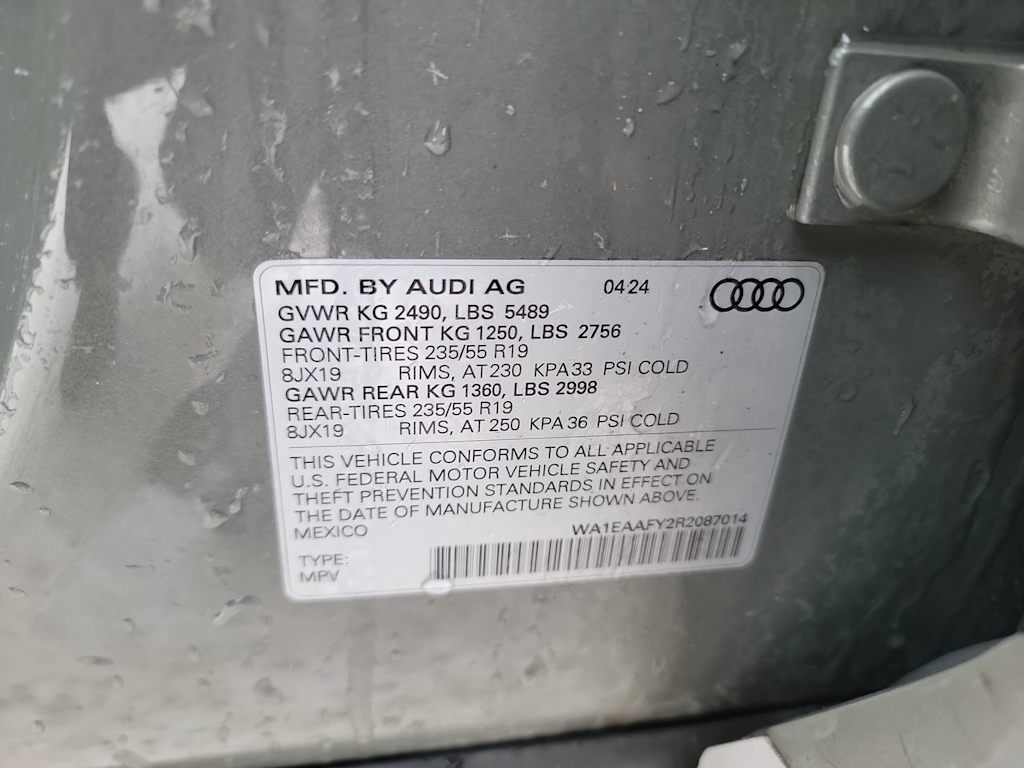 MFD. BY AUDI AG 04 24
GVWR KG 2490, LBS 5489
GAWR FRONT KG 1250, LBS 2756
FRONT-TIRES 235/55 R19
8JX19 RIMS, AT 230 KPA 33 PSI COLD
GAWR REAR KG 1360, LBS 2998
REAR-TIRES 235/55 R19
8JX19 RIMS, AT 250 KPA 36 PSI COLD
THIS VEHICLE CONFORMS TO ALL APPLICABLE
U.S. FEDERAL MOTOR VEHICLE SAFETY AND
THEFT PREVENTION STANDARDS IN EFFECT ON
THE DATE OF MANUFACTURE SHOWN ABOVE.
MEXICO WA1EAAFY2R2087014
TYPE:
MPV